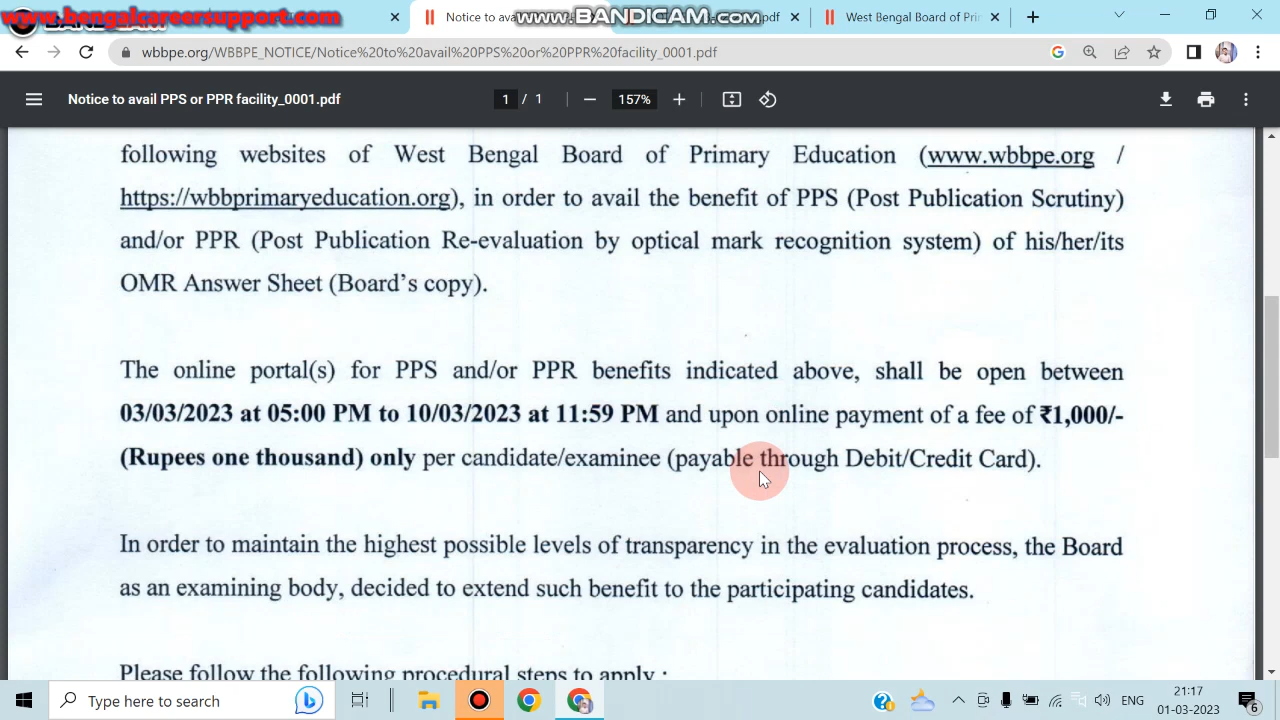 www.bengalcareersupport.com
Notice to ava
www.BANDICAM.com
pdf
West Bengal Board of Pri
wbbpe.org/WBBPE_NOTICE/Notice%20to%20avail%20PPS%20or%20PPR%20facility_0001.pdf
Notice to avail PPS or PPR facility_0001.pdf
1 / 1
157%
following websites of West Bengal Board of Primary Education (www.wbbpe.org /
https://wbbprimaryeducation.org), in order to avail the benefit of PPS (Post Publication Scrutiny)
and/or PPR (Post Publication Re-evaluation by optical mark recognition system) of his/her/its
OMR Answer Sheet (Board's copy).
The online portal(s) for PPS and/or PPR benefits indicated above, shall be open between
03/03/2023 at 05:00 PM to 10/03/2023 at 11:59 PM and upon online payment of a fee of ₹1,000/-
(Rupees one thousand) only per candidate/examinee (payable through Debit/Credit Card).
In order to maintain the highest possible levels of transparency in the evaluation process, the Board
as an examining body, decided to extend such benefit to the participating candidates.
Please follow the following procedural steps to apply :
Type here to search
ENG
21:17
01-03-2023
6